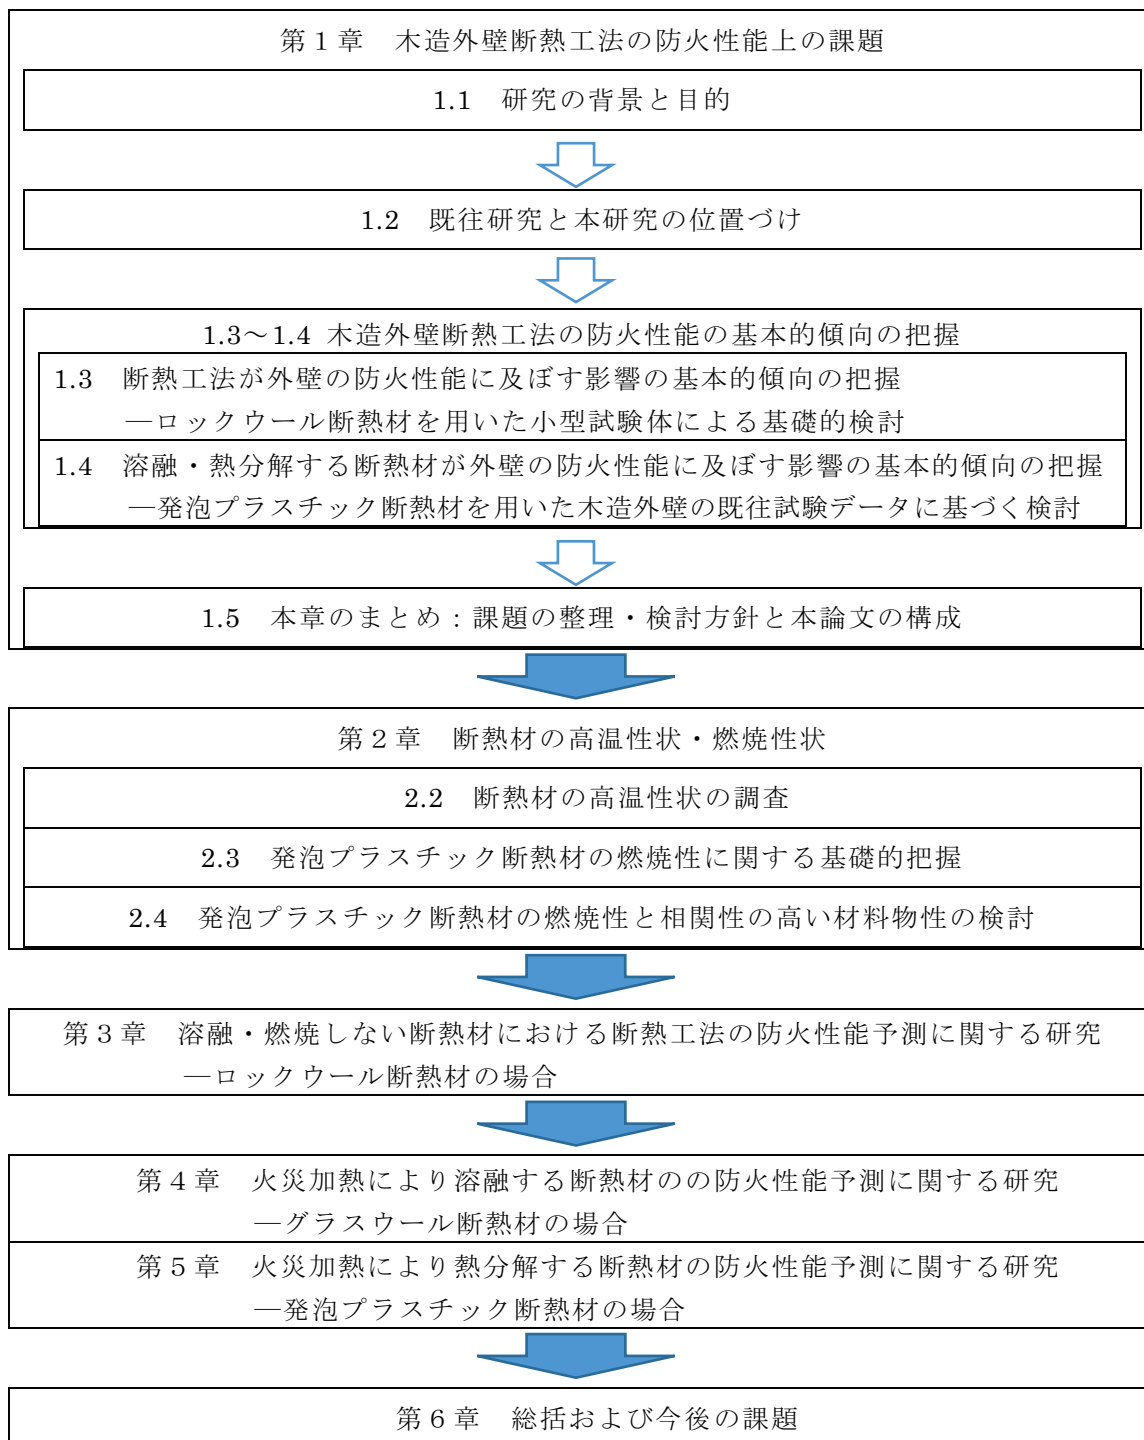 第１章　木造外壁断熱工法の防火性能上の課題
1.1　研究の背景と目的
1.2　既往研究と本研究の位置づけ
1.3～1.4 木造外壁断熱工法の防火性能の基本的傾向の把握
1.3　断熱工法が外壁の防火性能に及ぼす影響の基本的傾向の把握
―ロックウール断熱材を用いた小型試験体による基礎的検討
1.4　溶融・熱分解する断熱材が外壁の防火性能に及ぼす影響の基本的傾向の把握
―発泡プラスチック断熱材を用いた木造外壁の既往試験データに基づく検討
1.5　本章のまとめ：課題の整理・検討方針と本論文の構成
第２章　断熱材の高温性状・燃焼性状
2.2　断熱材の高温性状の調査
2.3　発泡プラスチック断熱材の燃焼性に関する基礎的把握
2.4　発泡プラスチック断熱材の燃焼性と相関性の高い材料物性の検討
第３章　溶融・燃焼しない断熱材における断熱工法の防火性能予測に関する研究
―ロックウール断熱材の場合
第４章　火災加熱により溶融する断熱材のの防火性能予測に関する研究
―グラスウール断熱材の場合
第５章　火災加熱により熱分解する断熱材の防火性能予測に関する研究
―発泡プラスチック断熱材の場合
第６章　総括および今後の課題